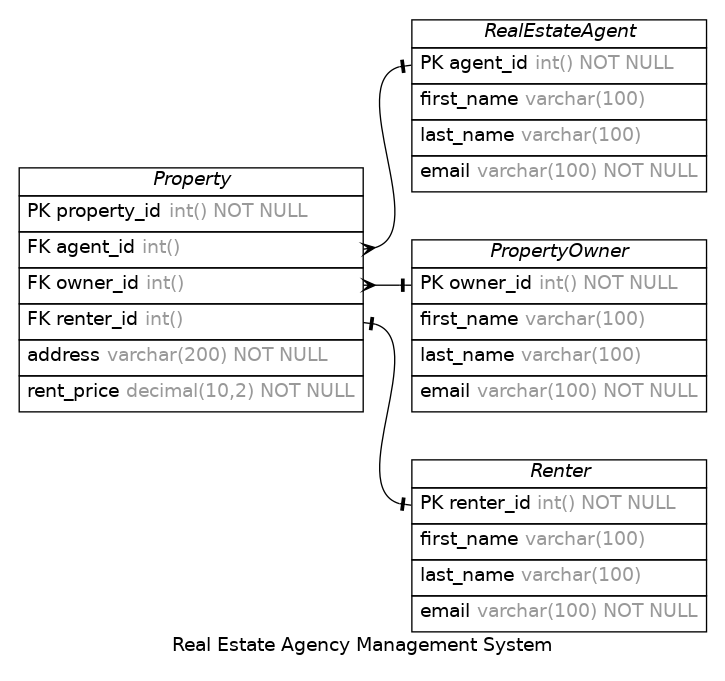 RealEstateAgent
PK agent_id int() NOT NULL
first_name varchar(100)
last_name varchar(100)
email varchar(100) NOT NULL
Property
PK property_id int() NOT NULL
FK agent_id int()
FK owner_id int()
FK renter_id int()
address varchar(200) NOT NULL
rent_price decimal(10,2) NOT NULL
PropertyOwner
PK owner_id int() NOT NULL
first_name varchar(100)
last_name varchar(100)
email varchar(100) NOT NULL
Renter
PK renter_id int() NOT NULL
first_name varchar(100)
last_name varchar(100)
email varchar(100) NOT NULL
Real Estate Agency Management System